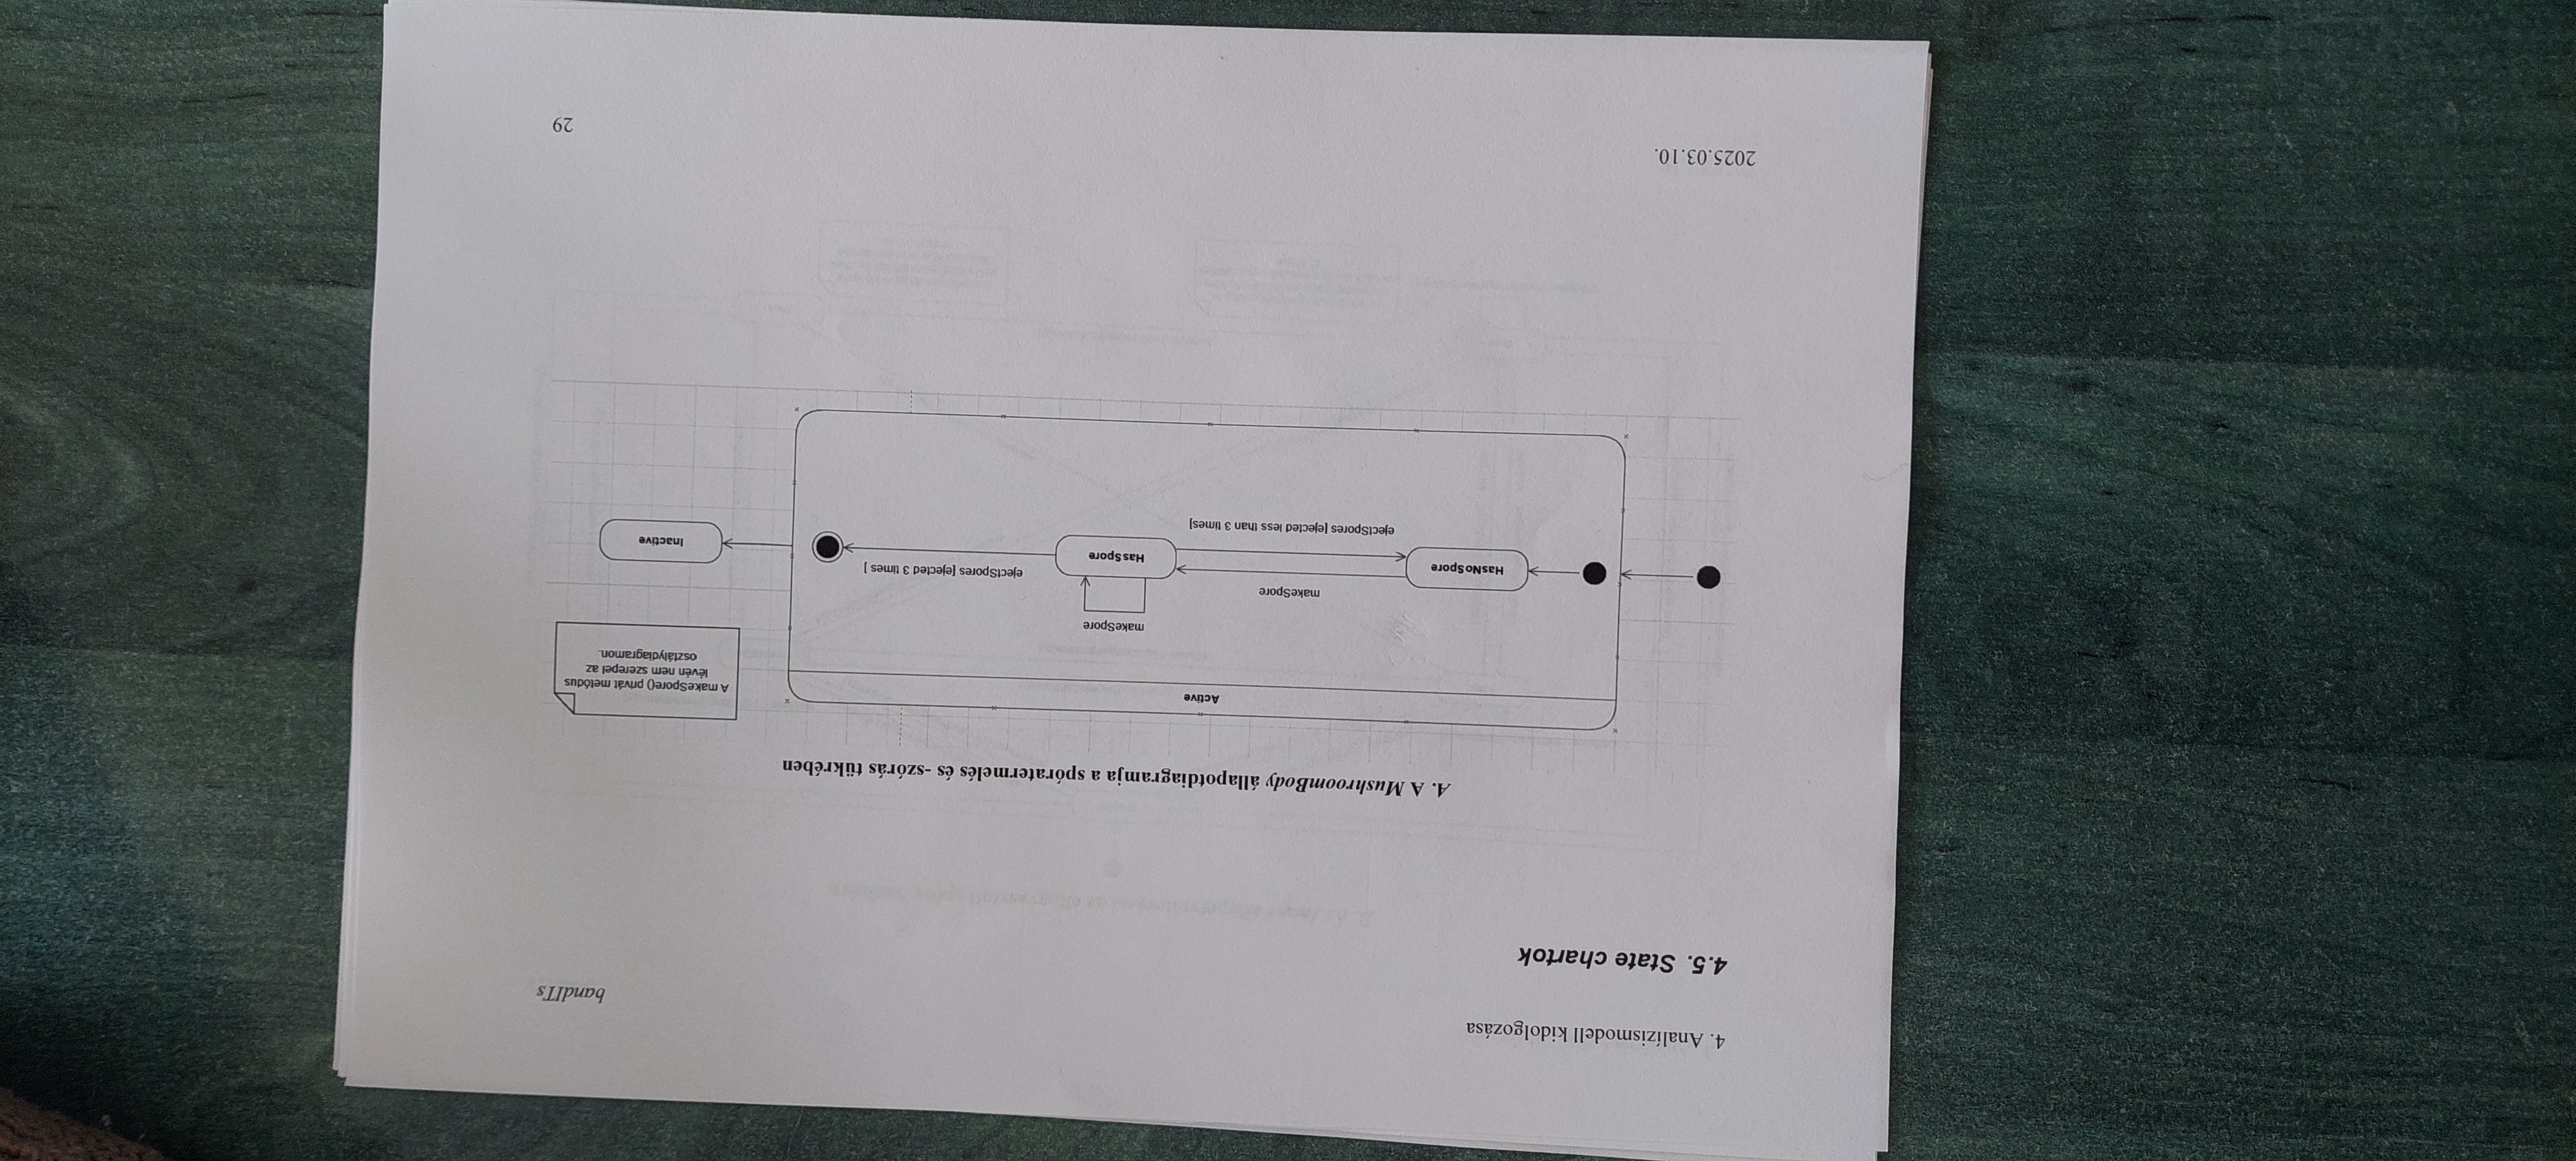 4. Analízismodell kidolgozása
bandITs
4.5. State chartok
A. A MushroomBody állapotdiagramja a spóratermelés és -szórás tükrében
Active
A makeSpore() privát metódus
lévén nem szerepel az
osztálydiagramon.
makeSpore
makeSpore
HasNoSpore
HasSpore
ejectSpores [ejected 3 times ]
Inactive
ejectSpores [ejected less than 3 times]
2025.03.10.
29